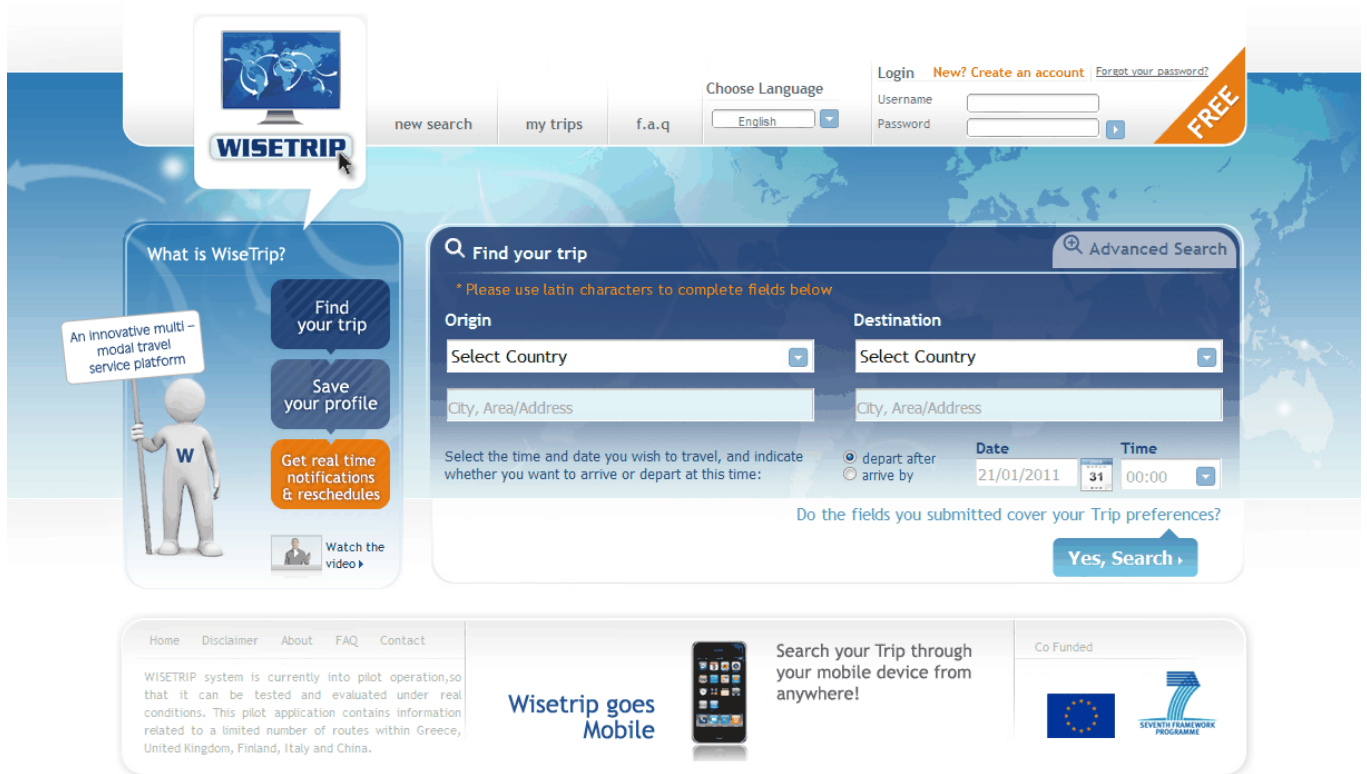 WISETRIP
new search
my trips
f.a.q
Choose Language
English
Login New? Create an account Forgot your password?
Username
Password
FREE
What is WiseTrip?
An innovative multi –
modal travel
service platform
W
Find
your trip
Save
your profile
Get real time
notifications
& reschedules
Watch the
video
Find your trip
Advanced Search
* Please use latin characters to complete fields below
Origin
Select Country
City, Area/Address
Destination
Select Country
City, Area/Address
Select the time and date you wish to travel, and indicate
whether you want to arrive or depart at this time:
depart after
arrive by
Date
21/01/2011
31
Time
00:00
Do the fields you submitted cover your Trip preferences?
Yes, Search
Home Disclaimer About FAQ Contact
WISETRIP system is currently into pilot operation,so
that it can be tested and evaluated under real
conditions. This pilot application contains information
related to a limited number of routes within Greece,
United Kingdom, Finland, Italy and China.
Wisetrip goes
Mobile
Search your Trip through
your mobile device from
anywhere!
Co Funded
SEVENTH FRAMEWORK
PROGRAMME